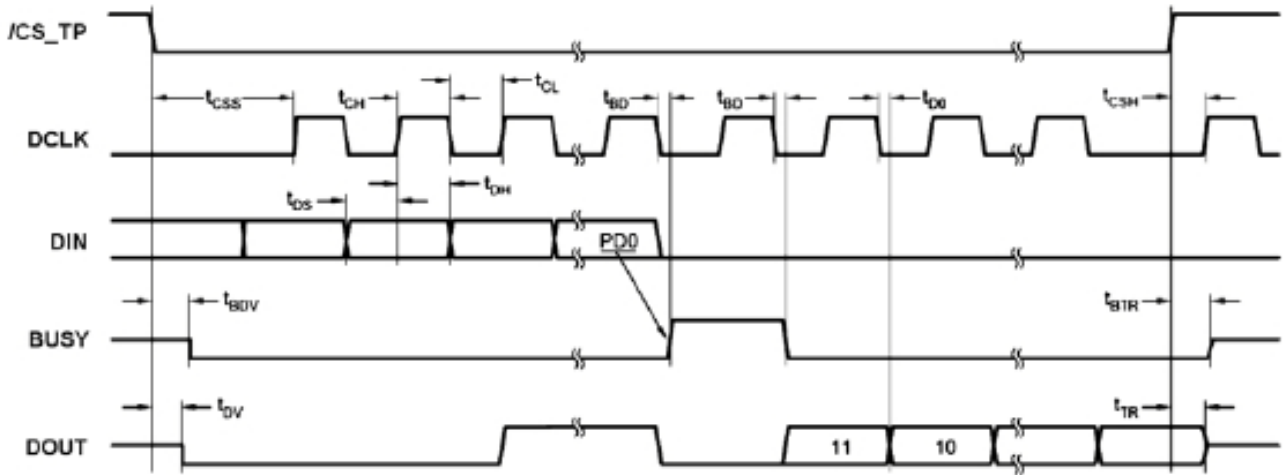 /CS_TP
tCSS
tCH
tCL
tBD
tBD
tD0
tCSH
DCLK
tDS
tDH
DIN
PD0
tBDV
tBTR
BUSY
tDV
tTR
DOUT
11
10